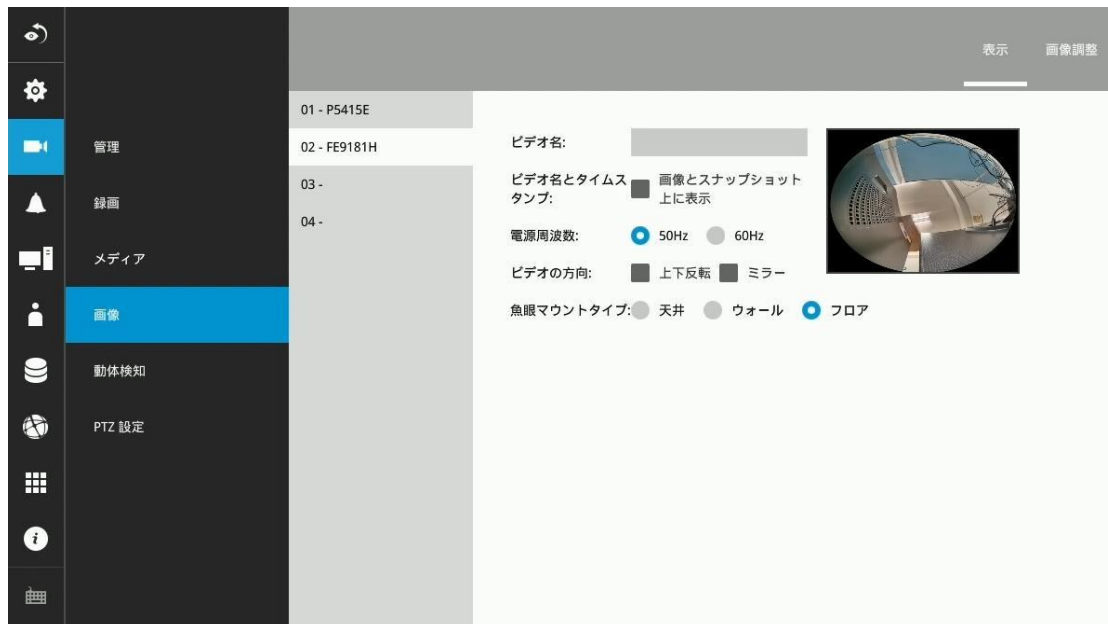 表示 画像調整
管理
録画
メディア
画像
動体検知
PTZ 設定
01 - P5415E
02 - FE9181H
03 -
04 -
ビデオ名:
ビデオ名とタイムス
タンプ:
画像とスナップショット
上に表示
電源周波数: 50Hz 60Hz
ビデオの方向: 上下反転 ミラー
魚眼マウントタイプ: 天井 ウォール フロア